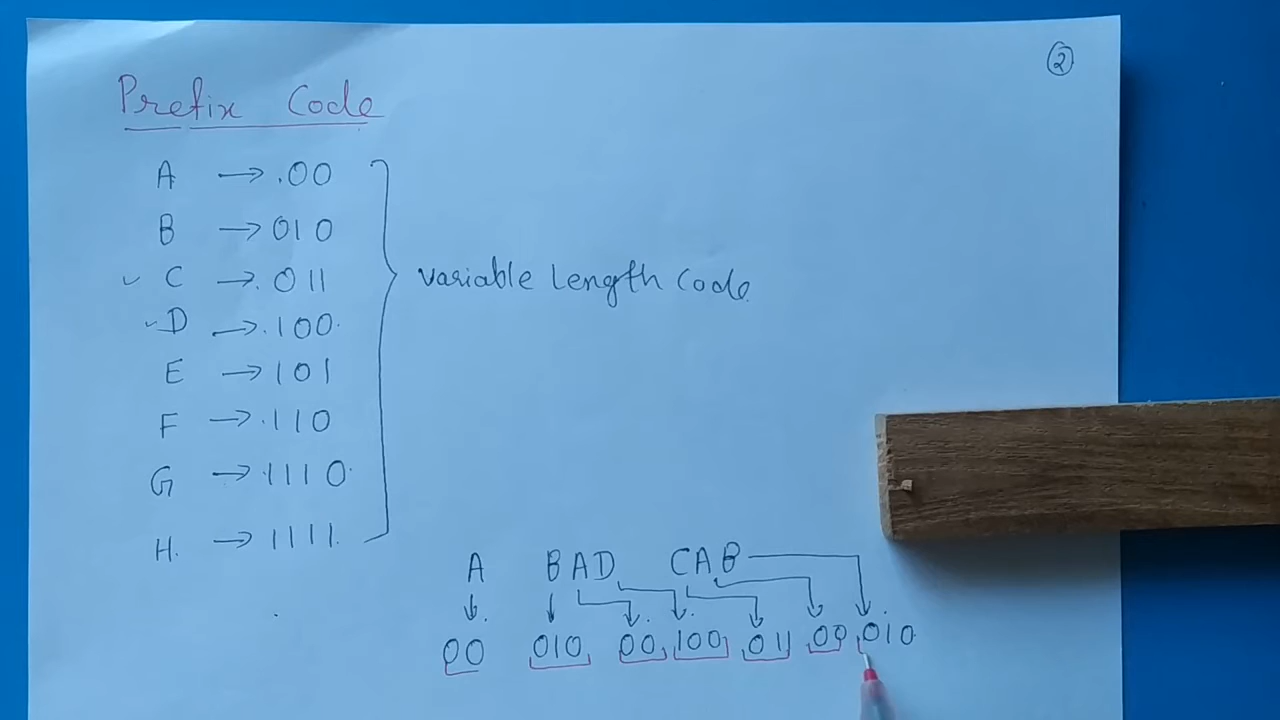 2
Prefix Code
A → 00
B → 010
C → 011
D → 100
E → 101
F → 110
G → 1110
H → 1111
variable length code
A BAD CAB
00 010 00 100 011 00 010